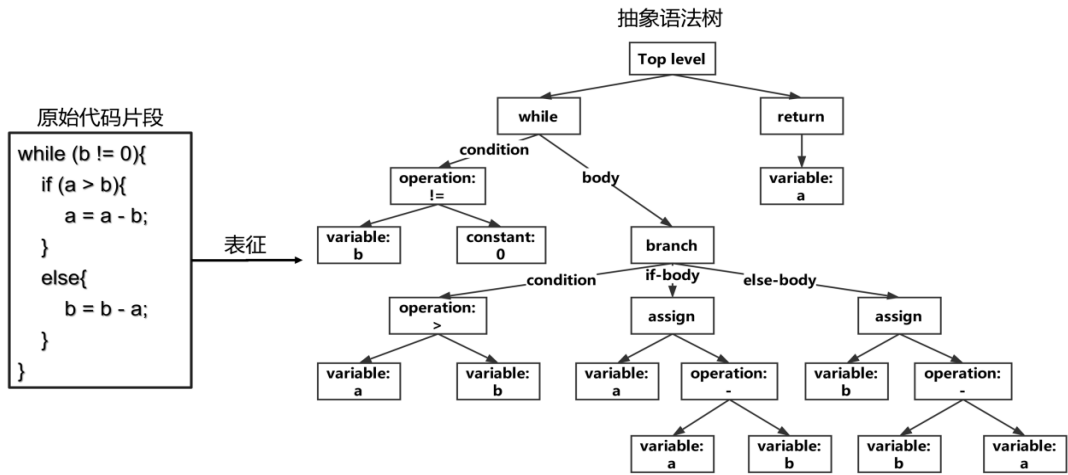 抽象语法树
Top level
原始代码片段
while
return
while (b != 0){
if (a > b){
a = a - b;
}
else{
b = b - a;
}
}
表征
condition
body
operation:
!=
variable:
a
variable:
b
constant:
0
branch
condition
if-body
else-body
operation:
>
assign
assign
variable:
a
variable:
b
variable:
a
operation:
-
variable:
b
operation:
-
variable:
a
variable:
b
variable:
b
variable:
a